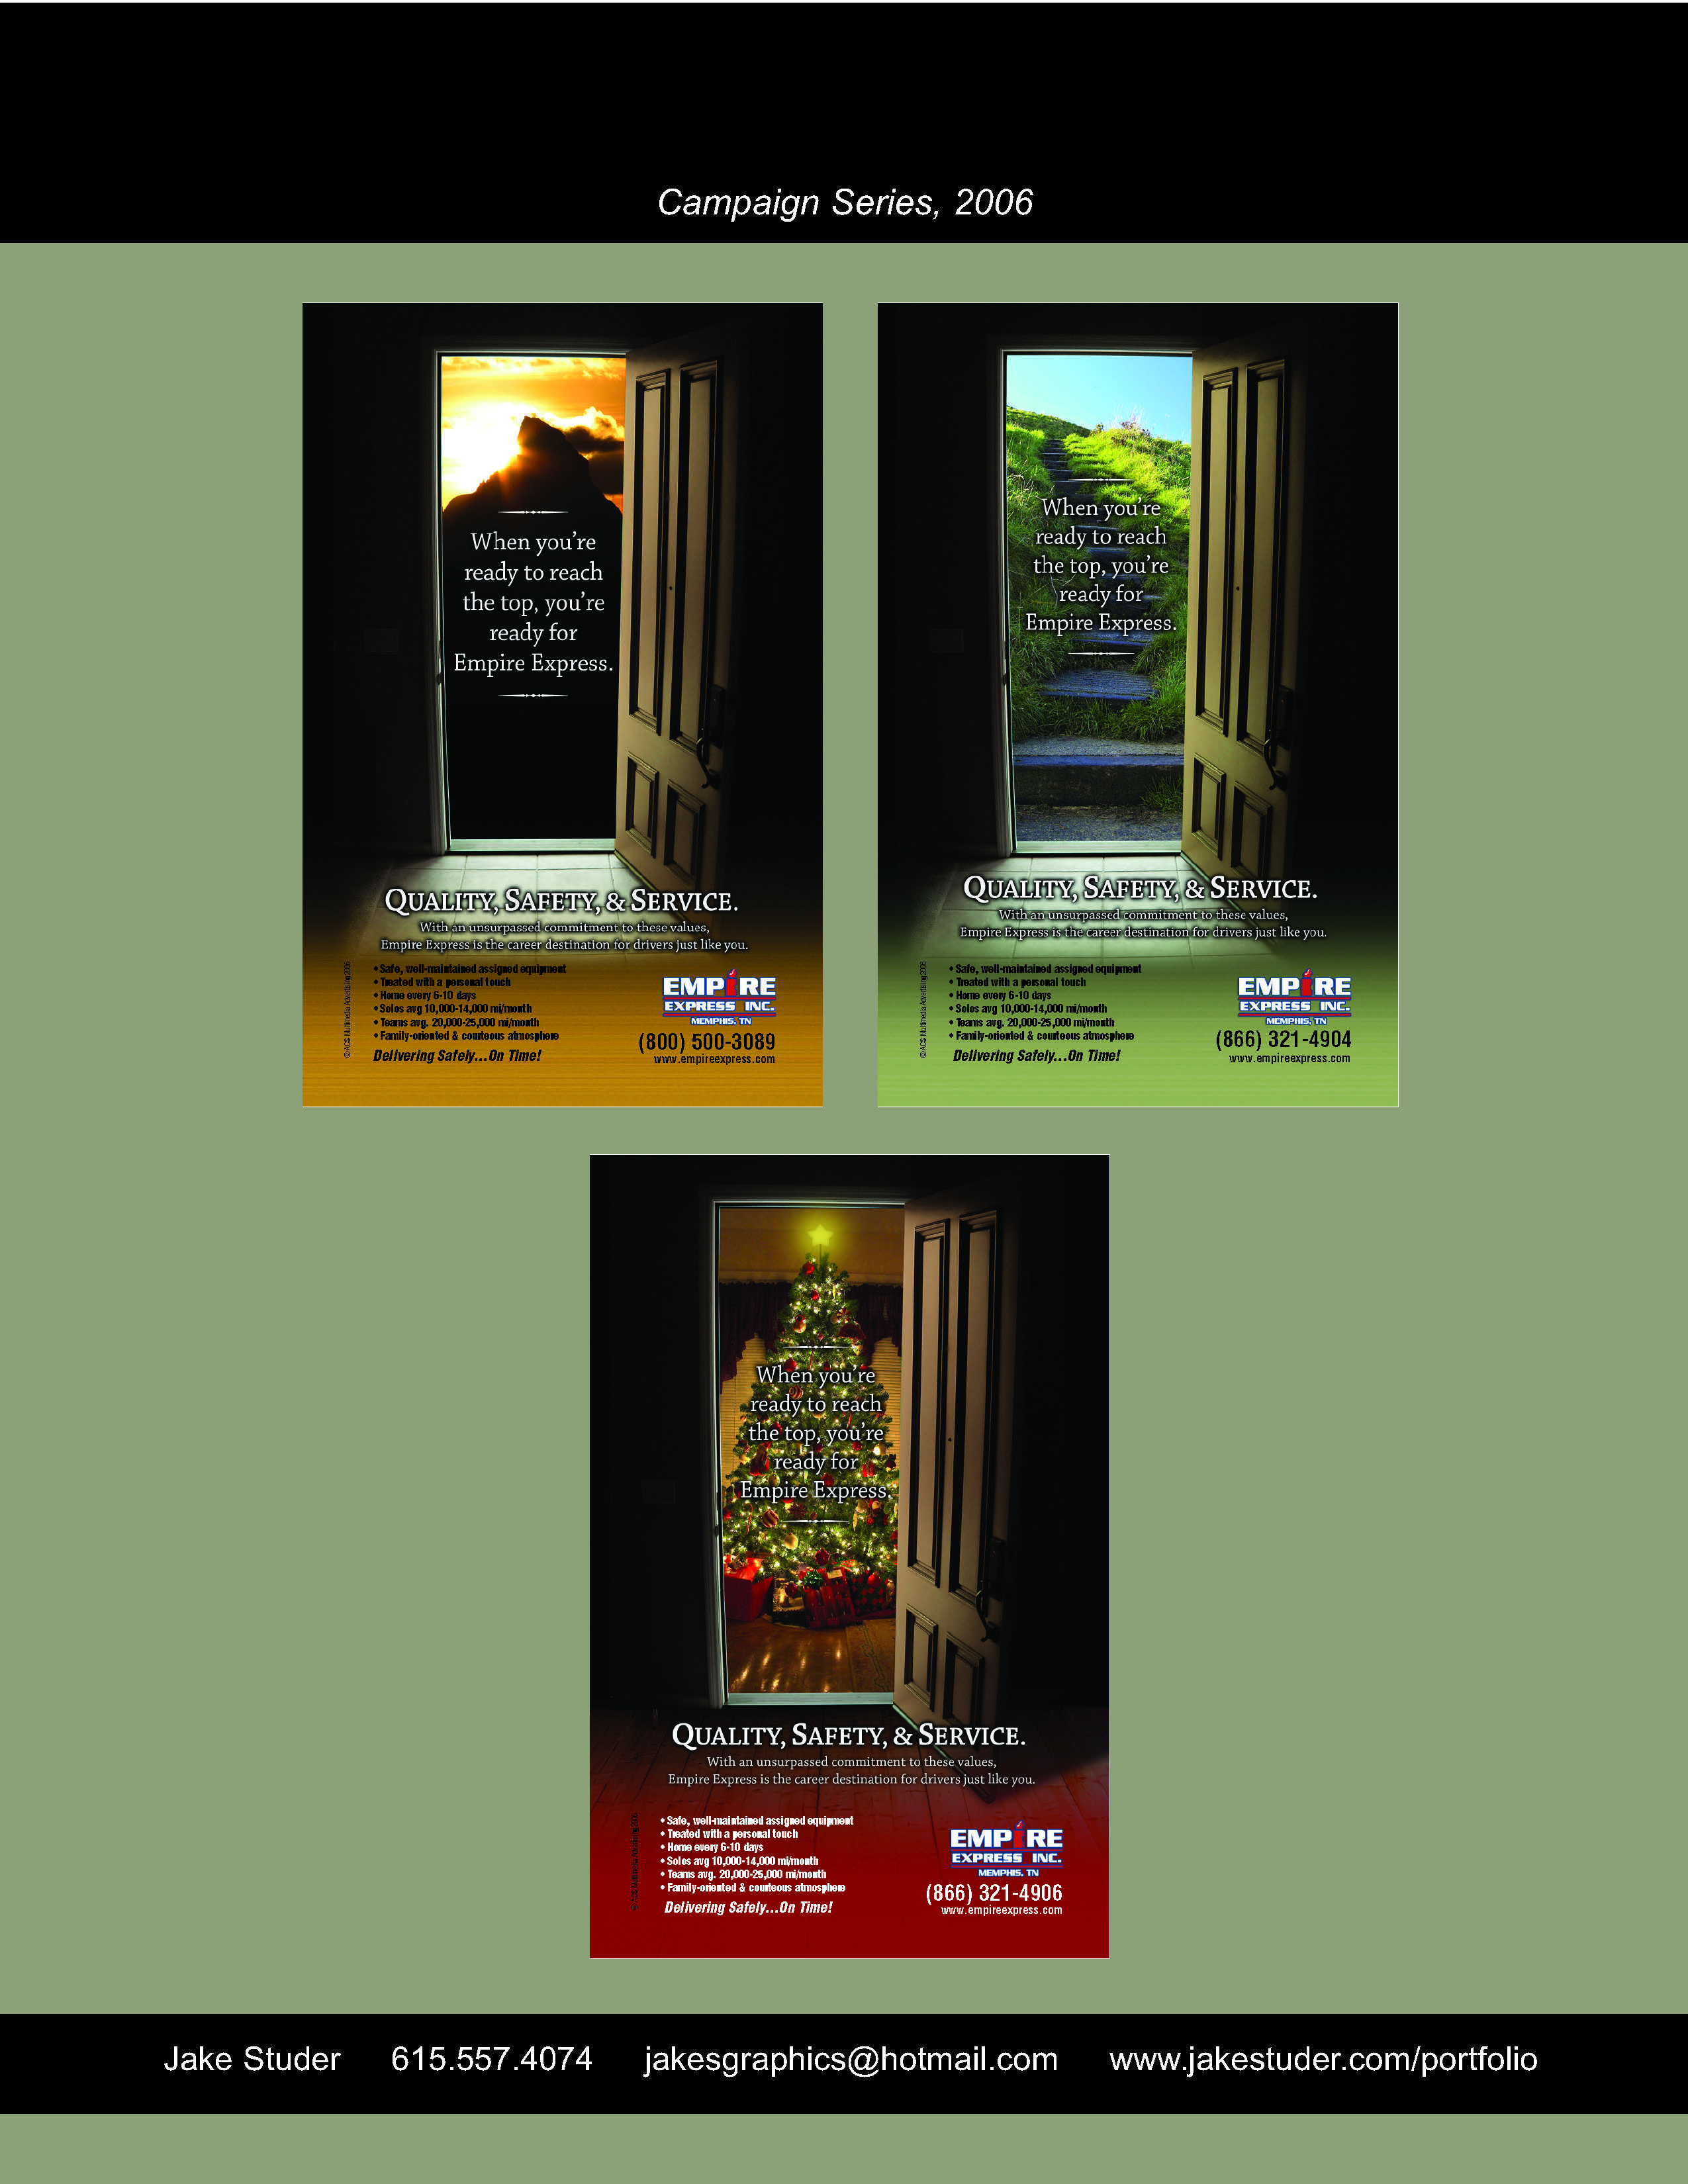 Campaign Series, 2006
When you're
ready to reach
the top, you're
ready for
Empire Express.
QUALITY, SAFETY, & SERVICE.
With an unsurpassed commitment to these values,
Empire Express is the career destination for drivers just like you.
© ACS Multimedia Advertising 2006
• Safe, well-maintained assigned equipment
• Treated with a personal touch
• Home every 6-10 days
• Solos avg 10,000-14,000 mi/month
• Teams avg. 20,000-25,000 mi/month
• Family-oriented & courteous atmosphere
Delivering Safely...On Time!
EMPIRE
EXPRESS INC.
MEMPHIS, TN
(800) 500-3089
www.empireexpress.com
When you're
ready to reach
the top, you're
ready for
Empire Express.
QUALITY, SAFETY, & SERVICE.
With an unsurpassed commitment to these values,
Empire Express is the career destination for drivers just like you.
© ACS Multimedia Advertising 2006
• Safe, well-maintained assigned equipment
• Treated with a personal touch
• Home every 6-10 days
• Solos avg 10,000-14,000 mi/month
• Teams avg. 20,000-25,000 mi/month
• Family-oriented & courteous atmosphere
Delivering Safely...On Time!
EMPIRE
EXPRESS INC.
MEMPHIS, TN
(866) 321-4904
www.empireexpress.com
When you're
ready to reach
the top, you're
ready for
Empire Express.
QUALITY, SAFETY, & SERVICE.
With an unsurpassed commitment to these values,
Empire Express is the career destination for drivers just like you.
© ACS Multimedia Advertising 2006
• Safe, well-maintained assigned equipment
• Treated with a personal touch
• Home every 6-10 days
• Solos avg 10,000-14,000 mi/month
• Teams avg. 20,000-25,000 mi/month
• Family-oriented & courteous atmosphere
Delivering Safely...On Time!
EMPIRE
EXPRESS INC.
MEMPHIS, TN
(866) 321-4906
www.empireexpress.com
Jake Studer 615.557.4074 jakesgraphics@hotmail.com www.jakestuder.com/portfolio